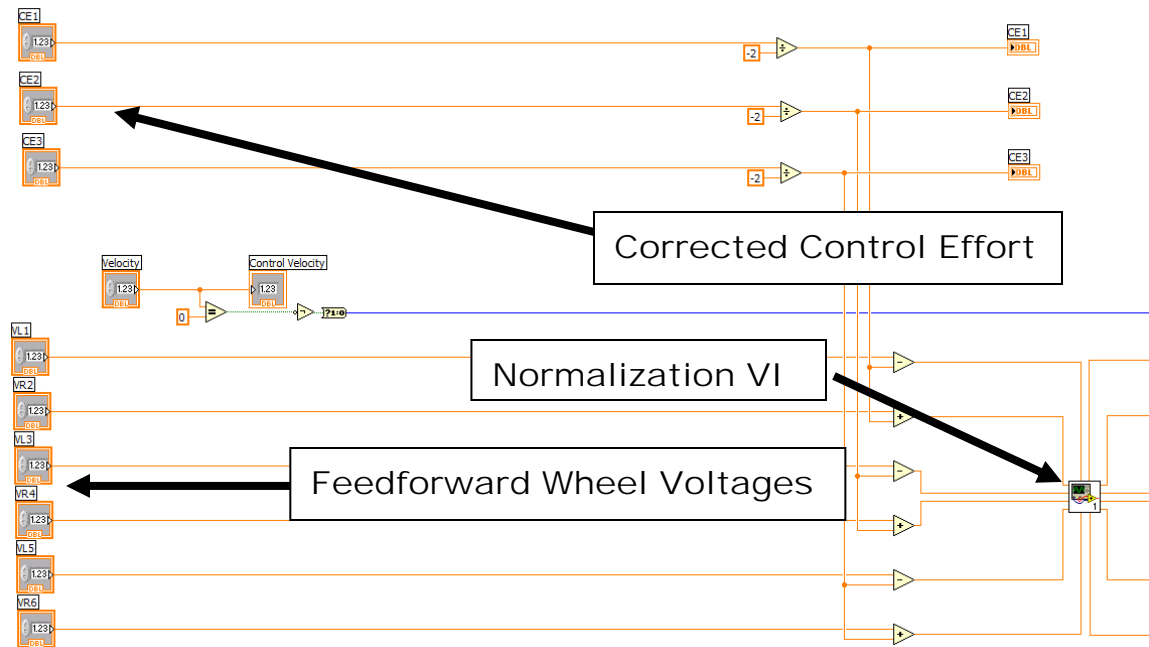 CE1
1.23
DBL
-2
÷
CE1
DBL
CE2
1.23
DBL
-2
÷
CE2
DBL
CE3
1.23
DBL
-2
÷
CE3
DBL
Corrected Control Effort
Velocity
1.23
DBL
Control Velocity
1.23
DBL
0
=
?1:0
VL1
1.23
DBL
-
Normalization VI
VR2
1.23
DBL
+
VL3
1.23
DBL
-
Feedforward Wheel Voltages
1
VR4
1.23
DBL
+
VL5
1.23
DBL
-
VR6
1.23
DBL
+